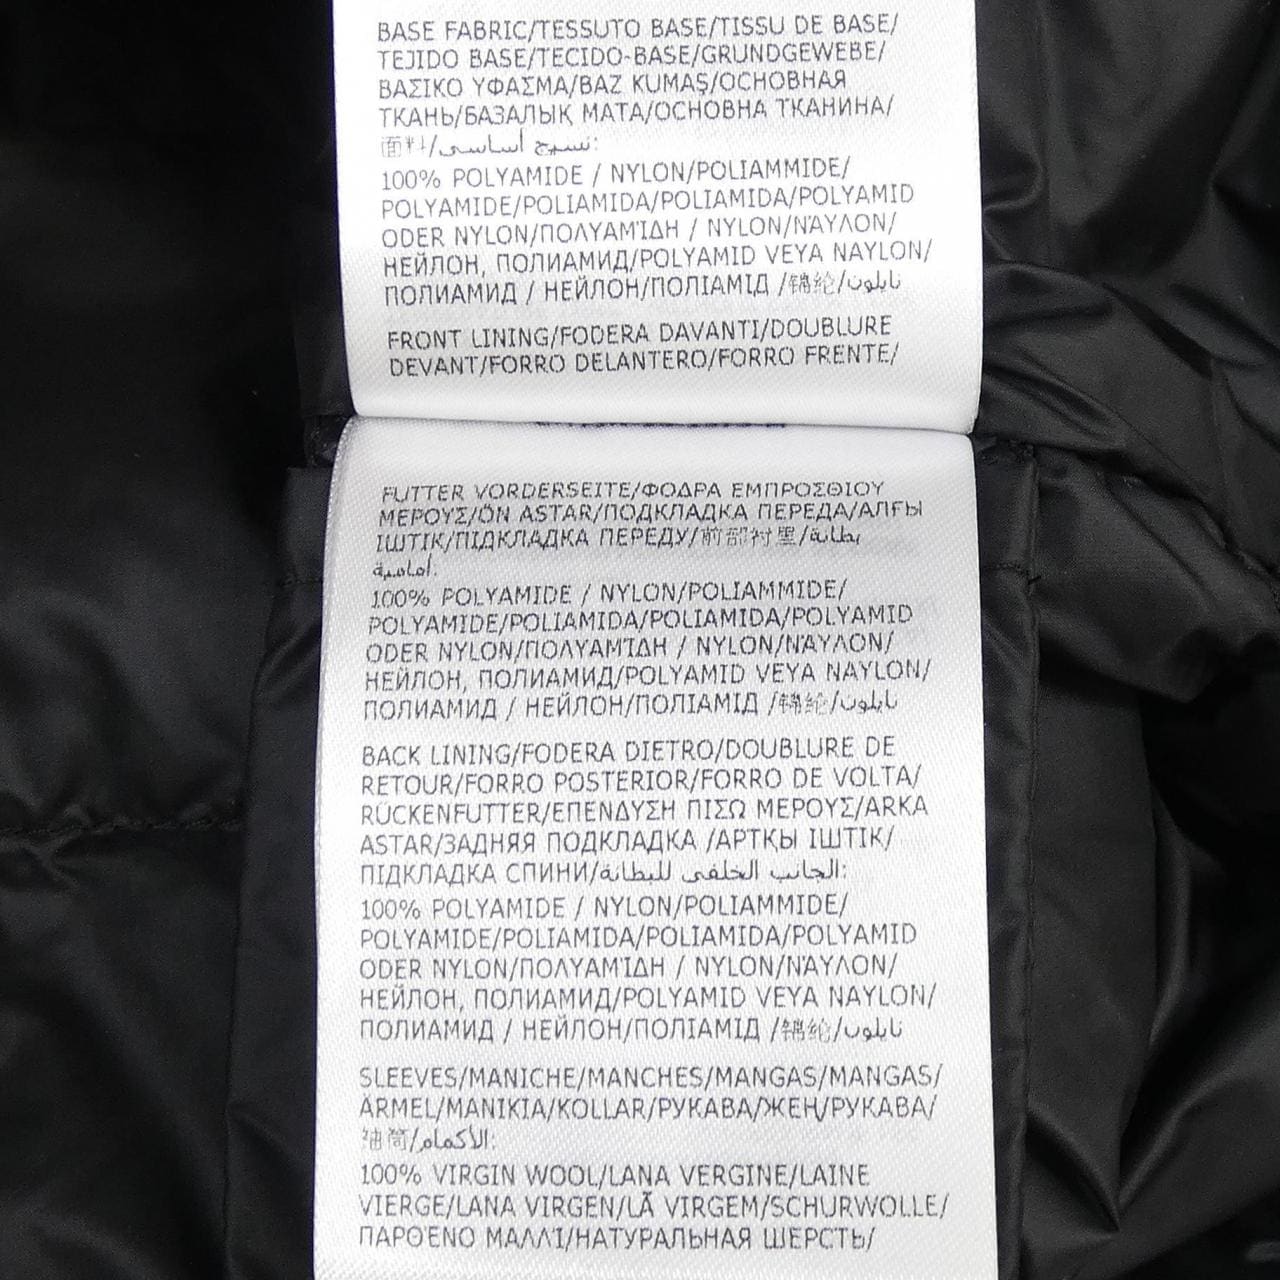 BASE FABRIC/TESSUTO BASE/TISSU DE BASE/
TEJIDO BASE/TECIDO-BASE/GRUNDGEWEBE/
ΒΑΣΙΚΟ ΥΦΑΣΜΑ/BAZ KUMAŞ/ОСНОВНАЯ
ТКАНЬ/БАЗАЛЫҚ МАТА/ОСНОВНА ТКАНИНА/
面料/نسيج أساسي:
100% POLYAMIDE / NYLON/POLIAMMIDE/
POLYAMIDE/POLIAMIDA/POLIAMIDA/POLYAMID
ODER NYLON/ΠΟΛΥΑΜΊΔΗ / NYLON/ΝΆΥΛΟΝ/
НЕЙЛОН, ПОЛИАМИД/POLYAMID VEYA NAYLON/
ПОЛИАМИД / НЕЙЛОН/ПОЛІАМІД /锦纶/نايلون
FRONT LINING/FODERA DAVANTI/DOUBLURE
DEVANT/FORRO DELANTERO/FORRO FRENTE/
FUTTER VORDERSEITE/ΦΟΔΡΑ ΕΜΠΡΟΣΘΙΟΥ
ΜΕΡΟΥΣ/ÖN ASTAR/ПОДКЛАДКА ПЕРЕДА/АЛҒЫ
ІШТІК/ПІДКЛАДКА ПЕРЕДУ/前部衬里/بطانة
أمامية:
100% POLYAMIDE / NYLON/POLIAMMIDE/
POLYAMIDE/POLIAMIDA/POLIAMIDA/POLYAMID
ODER NYLON/ΠΟΛΥΑΜΊΔΗ / NYLON/ΝΆΥΛΟΝ/
НЕЙЛОН, ПОЛИАМИД/POLYAMID VEYA NAYLON/
ПОЛИАМИД / НЕЙЛОН/ПОЛІАМІД /锦纶/نايلون
BACK LINING/FODERA DIETRO/DOUBLURE DE
RETOUR/FORRO POSTERIOR/FORRO DE VOLTA/
RÜCKENFUTTER/ΕΠΕΝΔΥΣΗ ΠΙΣΩ ΜΕΡΟΥΣ/ARKA
ASTAR/ЗАДНЯЯ ПОДКЛАДКА /АРТҚЫ ІШТІК/
ПІДКЛАДКА СПИНИ/الجانب الخلفي للبطانة:
100% POLYAMIDE / NYLON/POLIAMMIDE/
POLYAMIDE/POLIAMIDA/POLIAMIDA/POLYAMID
ODER NYLON/ΠΟΛΥΑΜΊΔΗ / NYLON/ΝΆΥΛΟΝ/
НЕЙЛОН, ПОЛИАМИД/POLYAMID VEYA NAYLON/
ПОЛИАМИД / НЕЙЛОН/ПОЛІАМІД /锦纶/نايلون
SLEEVES/MANICHE/MANCHES/MANGAS/MANGAS/
ÄRMEL/ΜΑΝΙΚΙΑ/KOLLAR/РУКАВА/ЖЕҢ/РУКАВА/
袖筒/الأكمام:
100% VIRGIN WOOL/LANA VERGINE/LAINE
VIERGE/LANA VIRGEN/LÃ VIRGEM/SCHURWOLLE/
ΠΑΡΘΈΝΟ ΜΑΛΛΊ/НАТУРАЛЬНАЯ ШЕРСТЬ/